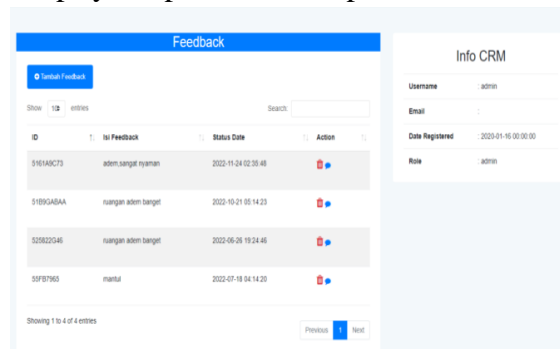 Feedback
Tambah Feedback
Show 10 entries Search:
ID Isi Feedback Status Date Action
5161A9C73 adem,sangat nyaman 2022-11-24 02:35:48
51B9GABAA ruangan adem banget 2022-10-21 05:14:23
525822G46 ruangan adem banget 2022-06-26 19:24:46
55FB7965 mantul 2022-07-18 04:14:20
Showing 1 to 4 of 4 entries
Previous 1 Next
Info CRM
Username : admin
Email :
Date Registered : 2020-01-16 00:00:00
Role : admin